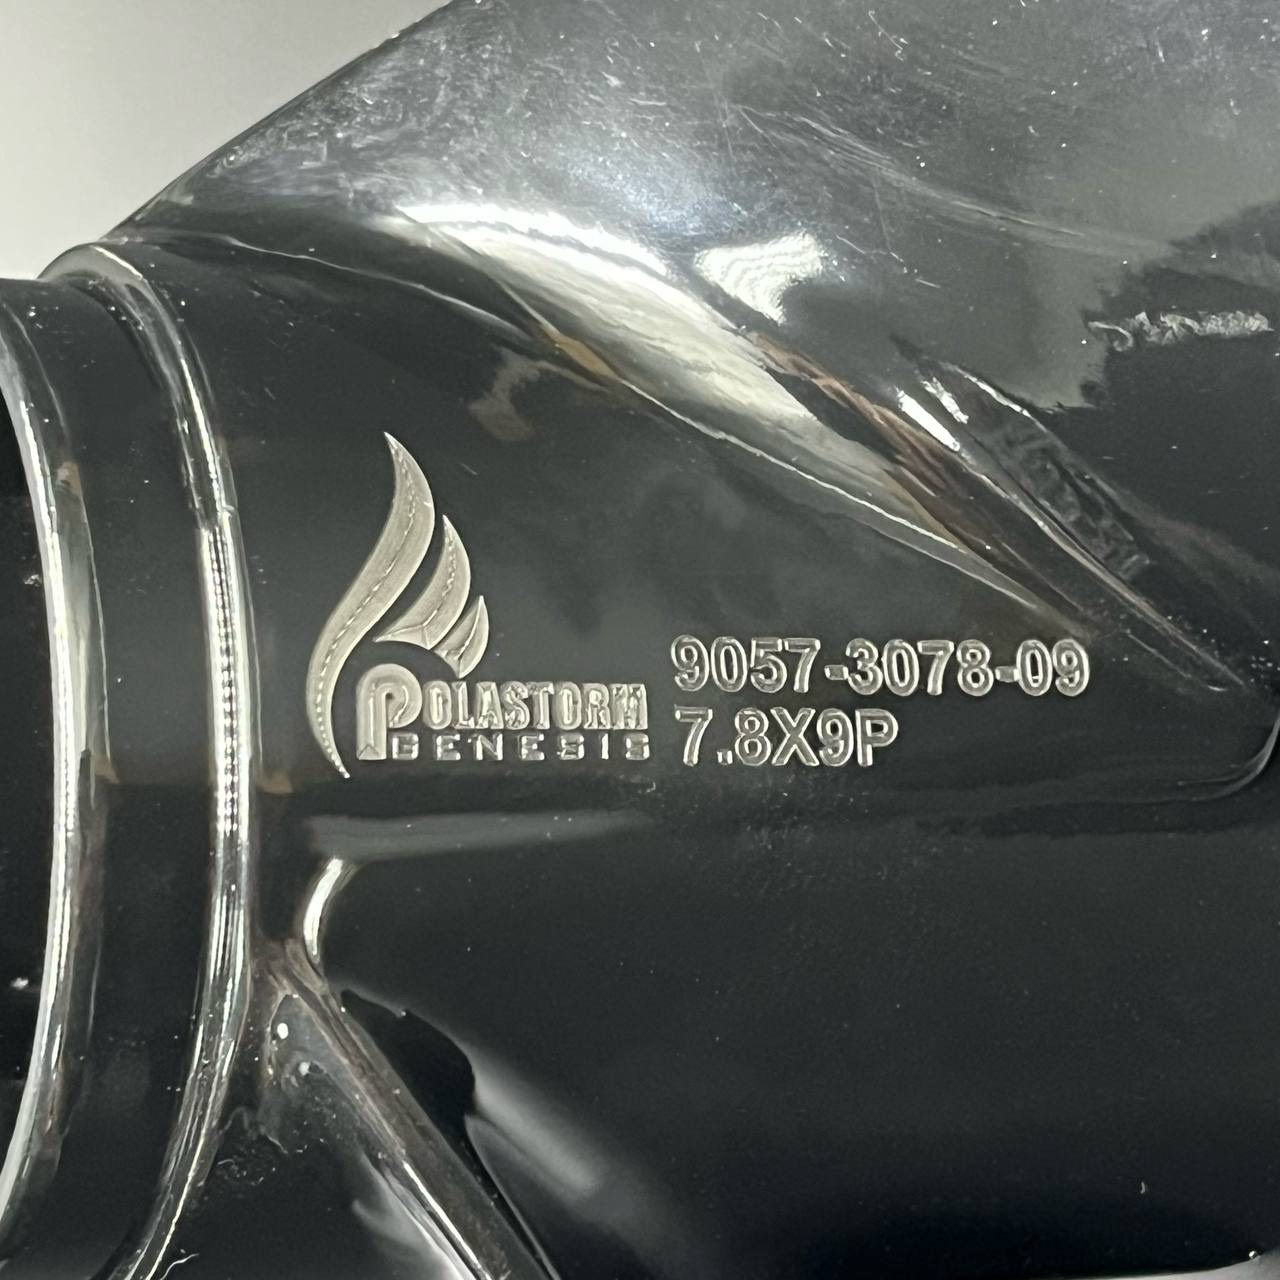 POLASTORM
GENESIS
9057-3078-09
7.8X9P